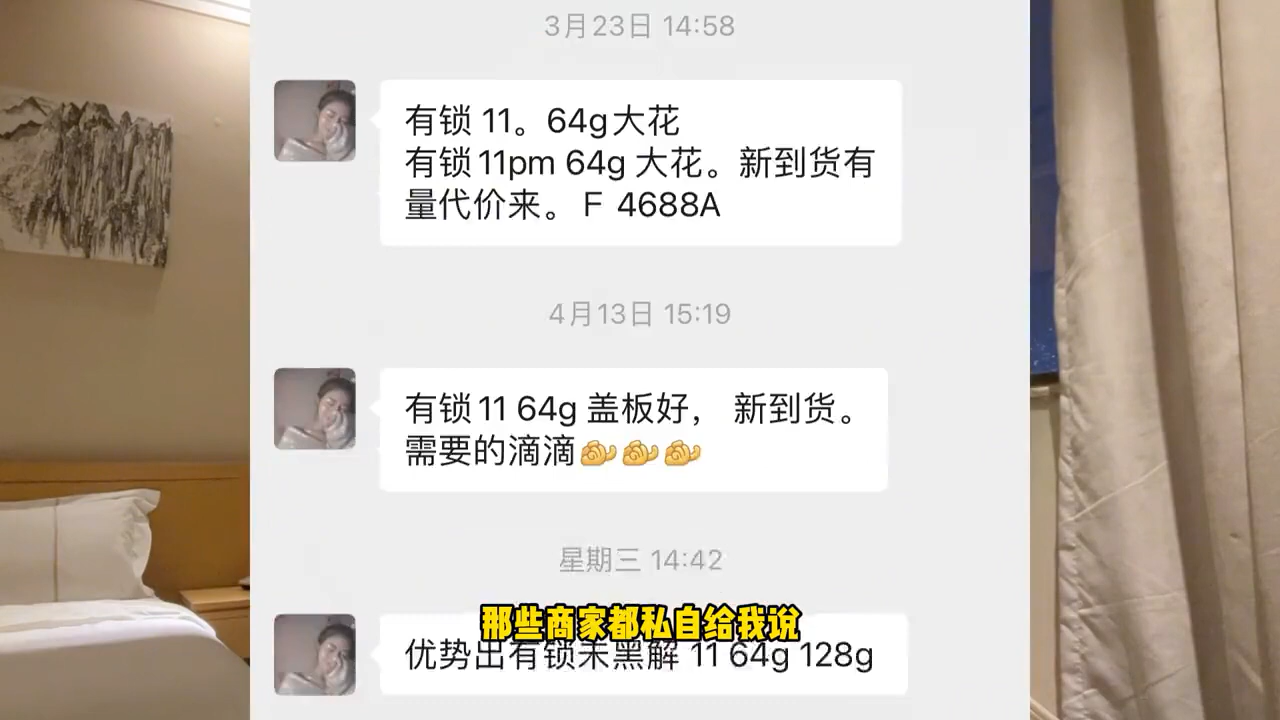 3月23日 14:58
有锁 11。64g大花
有锁11pm 64g 大花。新到货有
量代价来。F 4688A
4月13日 15:19
有锁11 64g 盖板好， 新到货。
需要的滴滴
星期三 14:42
那些商家都私自给我说
优势出有锁未黑解 11 64g 128g